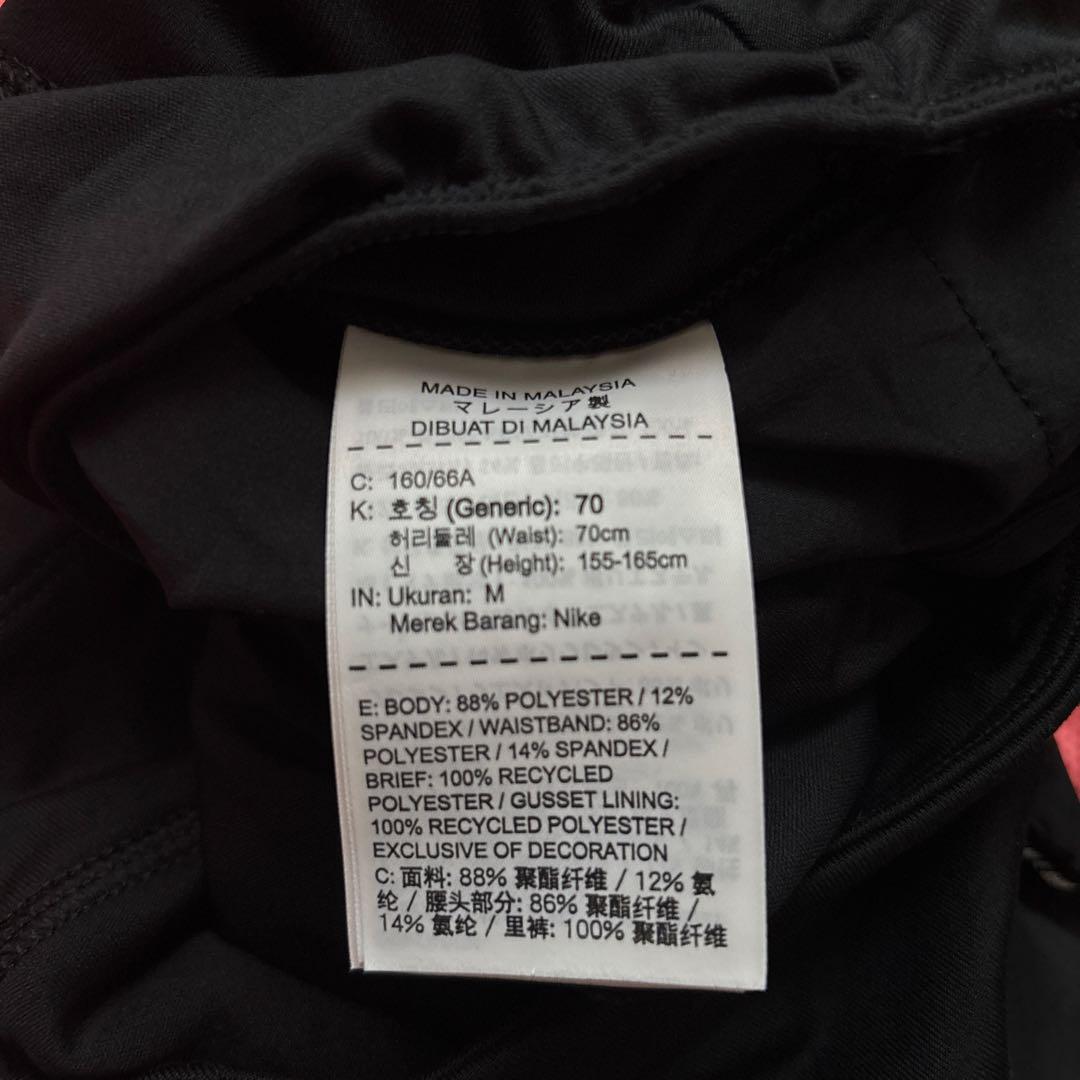 MADE IN MALAYSIA
マレーシア製
DIBUAT DI MALAYSIA
C: 160/66A
K: 호칭 (Generic): 70
허리둘레 (Waist): 70cm
신 장 (Height): 155-165cm
IN: Ukuran: M
Merek Barang: Nike
E: BODY: 88% POLYESTER / 12%
SPANDEX / WAISTBAND: 86%
POLYESTER / 14% SPANDEX /
BRIEF: 100% RECYCLED
POLYESTER / GUSSET LINING:
100% RECYCLED POLYESTER /
EXCLUSIVE OF DECORATION
C: 面料: 88% 聚酯纤维 / 12% 氨
纶 / 腰头部分: 86% 聚酯纤维 /
14% 氨纶 / 里裤: 100% 聚酯纤维